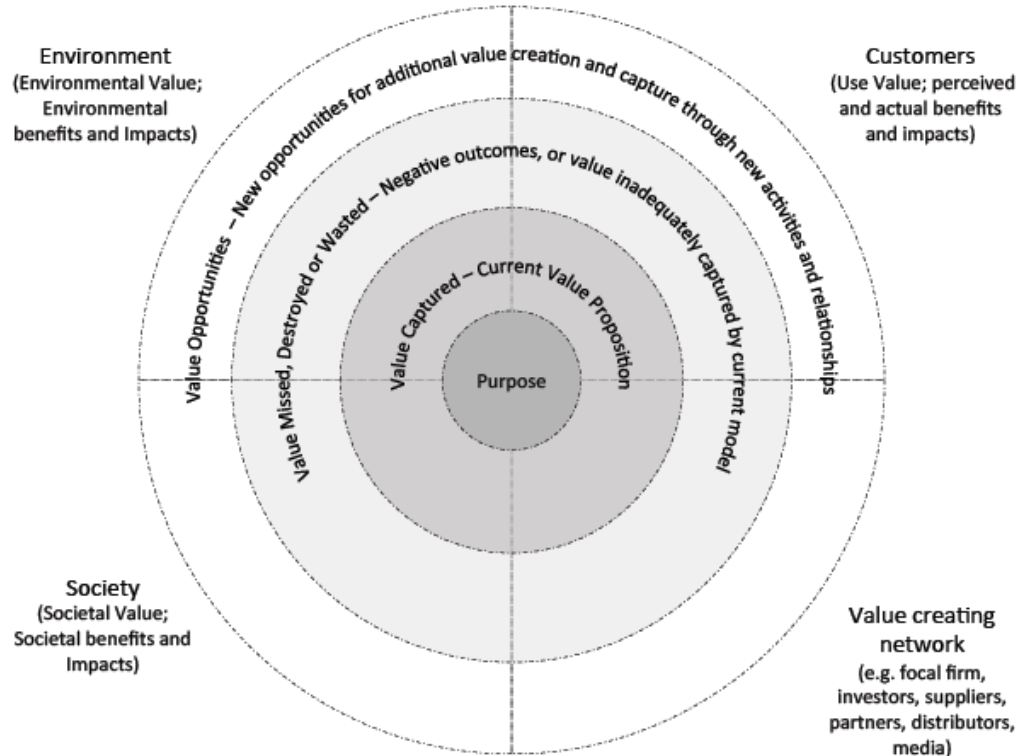 Environment
(Environmental Value;
Environmental
benefits and Impacts)
Customers
(Use Value; perceived
and actual benefits
and impacts)
Value Opportunities – New opportunities for additional value creation and capture through new activities and relationships
Value Missed, Destroyed or Wasted – Negative outcomes, or value inadequately captured by current model
Value Captured – Current Value Proposition
Purpose
Society
(Societal Value;
Societal benefits and
Impacts)
Value creating
network
(e.g. focal firm,
investors, suppliers,
partners, distributors,
media)